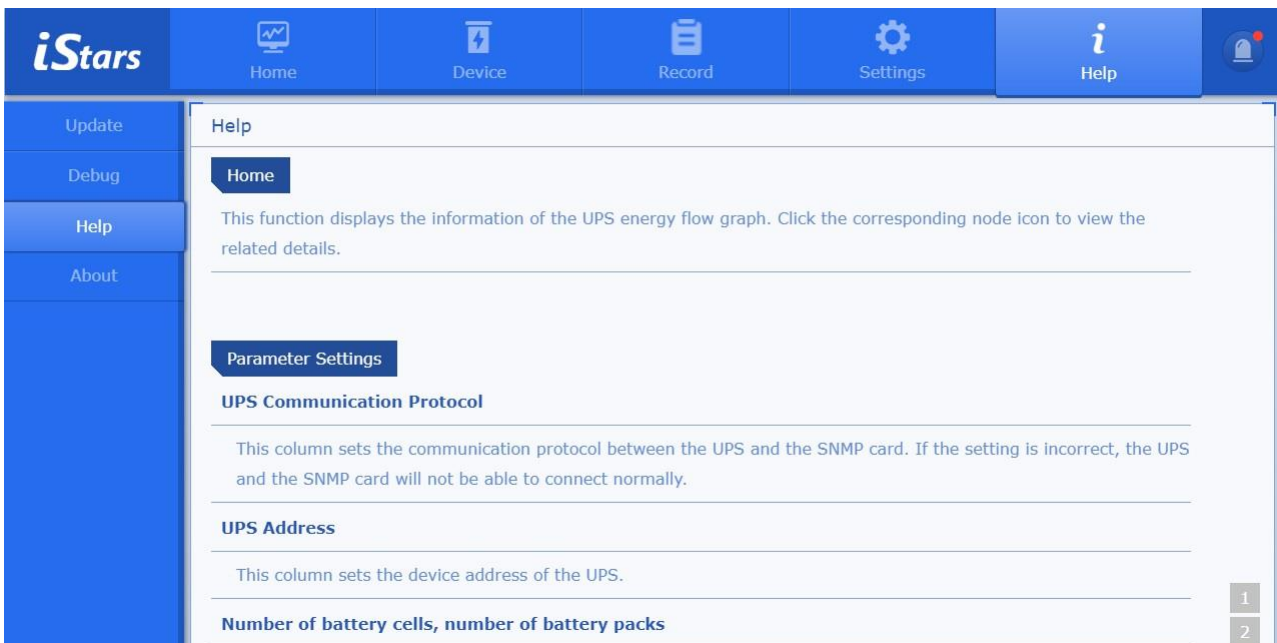 iStars
Home
Device
Record
Settings
Help
Update
Debug
Help
About
Help
Home
This function displays the information of the UPS energy flow graph. Click the corresponding node icon to view the
related details.
Parameter Settings
UPS Communication Protocol
This column sets the communication protocol between the UPS and the SNMP card. If the setting is incorrect, the UPS
and the SNMP card will not be able to connect normally.
UPS Address
This column sets the device address of the UPS.
Number of battery cells, number of battery packs
1
2